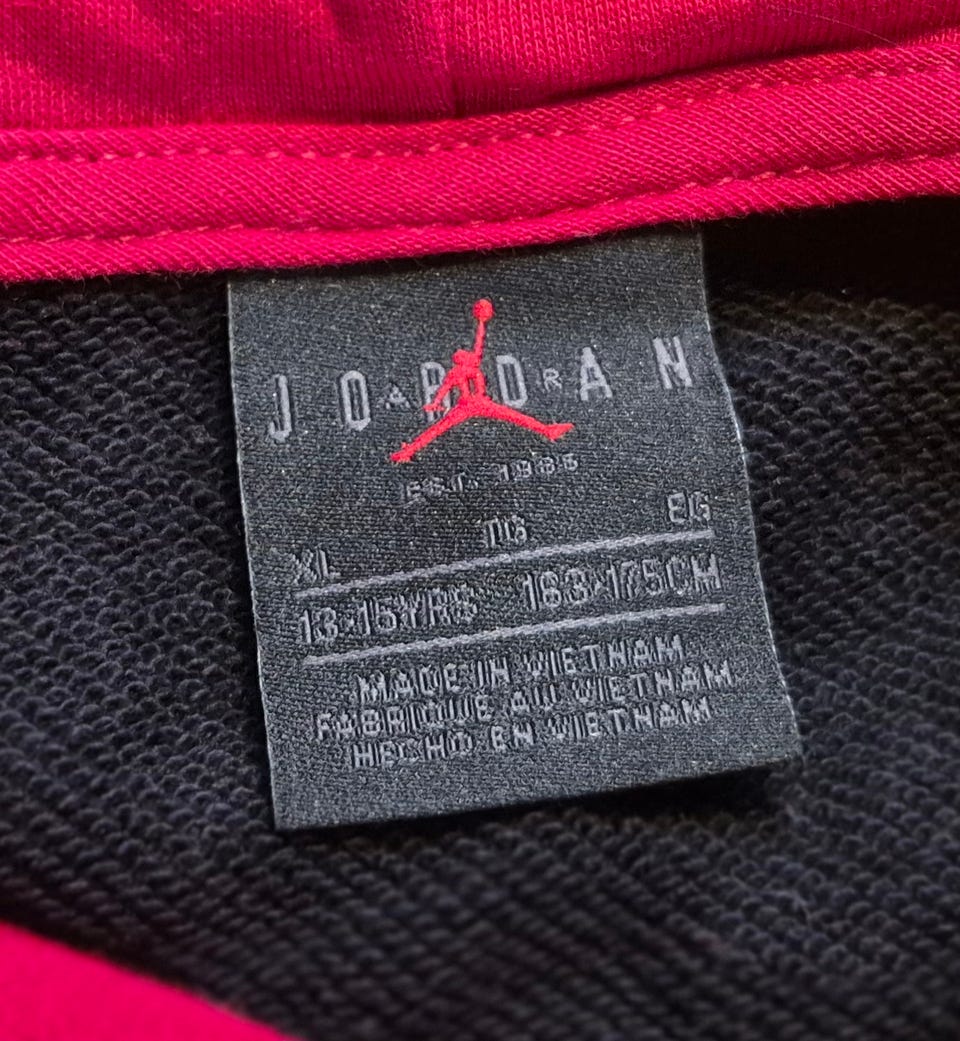 JORDAN
A R
EST. 1985
XL TG EG
13-15YRS 163-175CM
MADE IN VIETNAM
FABRIQUE AU VIETNAM
HECHO EN VIETNAM